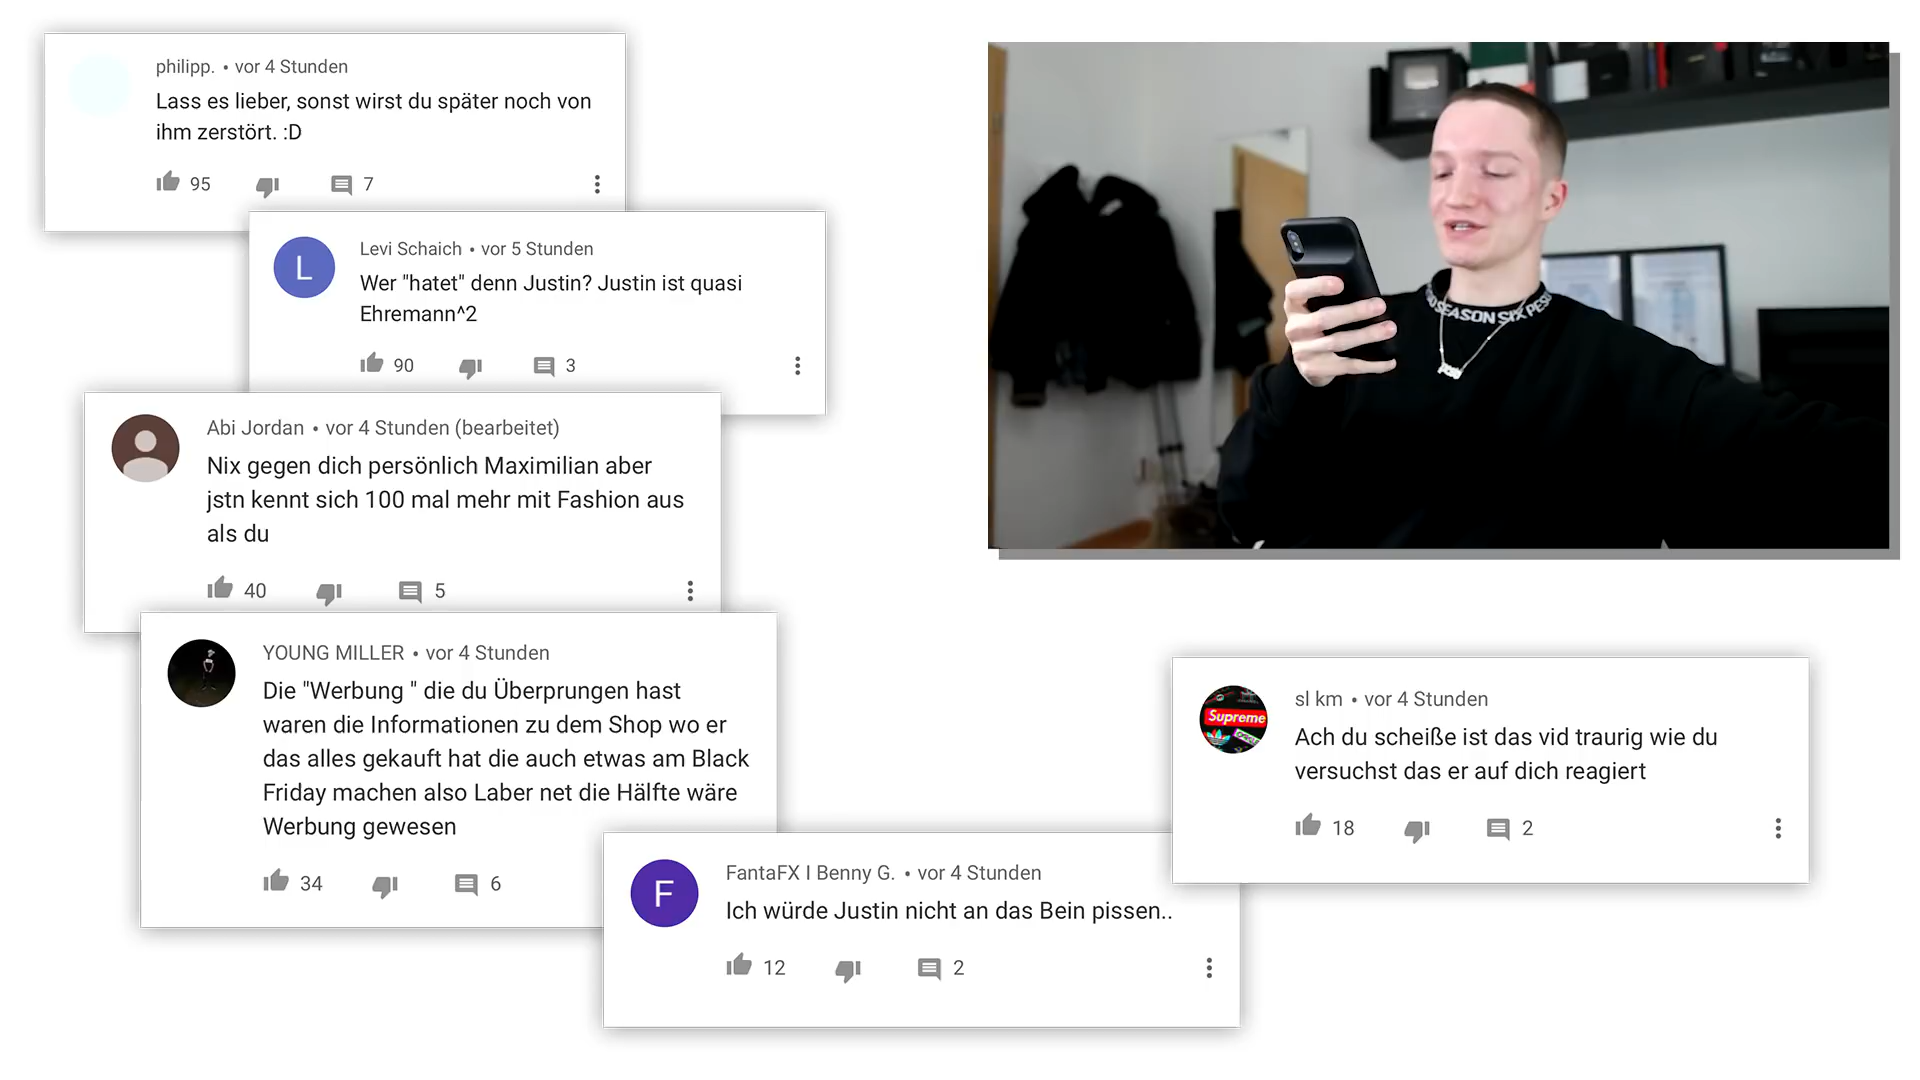 philipp. • vor 4 Stunden
Lass es lieber, sonst wirst du später noch von
ihm zerstört. :D
95 7
L
Levi Schaich • vor 5 Stunden
Wer "hatet" denn Justin? Justin ist quasi
Ehremann^2
90 3
Abi Jordan • vor 4 Stunden (bearbeitet)
Nix gegen dich persönlich Maximilian aber
jstn kennt sich 100 mal mehr mit Fashion aus
als du
40 5
YOUNG MILLER • vor 4 Stunden
Die "Werbung " die du Überprungen hast
waren die Informationen zu dem Shop wo er
das alles gekauft hat die auch etwas am Black
Friday machen also Laber net die Hälfte wäre
Werbung gewesen
34 6
F
FantaFX I Benny G. • vor 4 Stunden
Ich würde Justin nicht an das Bein pissen..
12 2
SEASON SIX
Supreme
sl km • vor 4 Stunden
Ach du scheiße ist das vid traurig wie du
versuchst das er auf dich reagiert
18 2